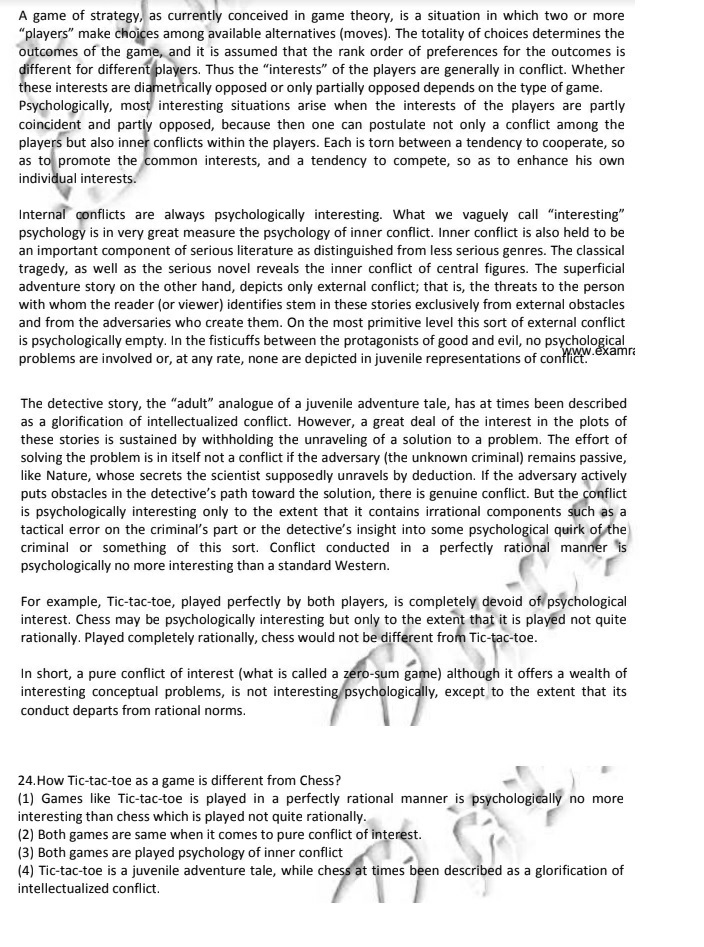 A game of strategy, as currently conceived in game theory, is a situation in which two or more
“players” make choices among available alternatives (moves). The totality of choices determines the
outcomes of the game, and it is assumed that the rank order of preferences for the outcomes is
different for different players. Thus the “interests” of the players are generally in conflict. Whether
these interests are diametrically opposed or only partially opposed depends on the type of game.
Psychologically, most interesting situations arise when the interests of the players are partly
coincident and partly opposed, because then one can postulate not only a conflict among the
players but also inner conflicts within the players. Each is torn between a tendency to cooperate, so
as to promote the common interests, and a tendency to compete, so as to enhance his own
individual interests.
Internal conflicts are always psychologically interesting. What we vaguely call “interesting”
psychology is in very great measure the psychology of inner conflict. Inner conflict is also held to be
an important component of serious literature as distinguished from less serious genres. The classical
tragedy, as well as the serious novel reveals the inner conflict of central figures. The superficial
adventure story on the other hand, depicts only external conflict; that is, the threats to the person
with whom the reader (or viewer) identifies stem in these stories exclusively from external obstacles
and from the adversaries who create them. On the most primitive level this sort of external conflict
is psychologically empty. In the fisticuffs between the protagonists of good and evil, no psychological
problems are involved or, at any rate, none are depicted in juvenile representations of conflict.
www.examra
The detective story, the “adult” analogue of a juvenile adventure tale, has at times been described
as a glorification of intellectualized conflict. However, a great deal of the interest in the plots of
these stories is sustained by withholding the unraveling of a solution to a problem. The effort of
solving the problem is in itself not a conflict if the adversary (the unknown criminal) remains passive,
like Nature, whose secrets the scientist supposedly unravels by deduction. If the adversary actively
puts obstacles in the detective’s path toward the solution, there is genuine conflict. But the conflict
is psychologically interesting only to the extent that it contains irrational components such as a
tactical error on the criminal’s part or the detective’s insight into some psychological quirk of the
criminal or something of this sort. Conflict conducted in a perfectly rational manner is
psychologically no more interesting than a standard Western.
For example, Tic-tac-toe, played perfectly by both players, is completely devoid of psychological
interest. Chess may be psychologically interesting but only to the extent that it is played not quite
rationally. Played completely rationally, chess would not be different from Tic-tac-toe.
In short, a pure conflict of interest (what is called a zero-sum game) although it offers a wealth of
interesting conceptual problems, is not interesting psychologically, except to the extent that its
conduct departs from rational norms.
24.How Tic-tac-toe as a game is different from Chess?
(1) Games like Tic-tac-toe is played in a perfectly rational manner is psychologically no more
interesting than chess which is played not quite rationally.
(2) Both games are same when it comes to pure conflict of interest.
(3) Both games are played psychology of inner conflict
(4) Tic-tac-toe is a juvenile adventure tale, while chess at times been described as a glorification of
intellectualized conflict.